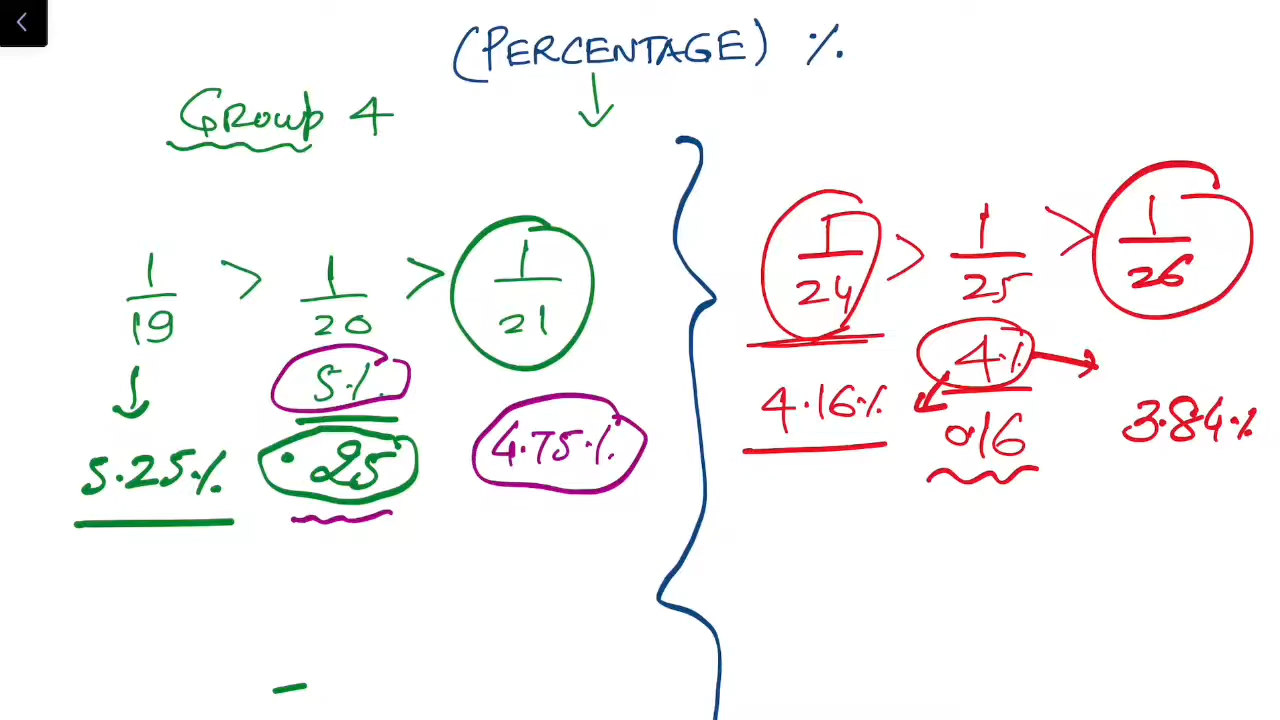 (PERCENTAGE) %
GROUP 4
1/19 > 1/20 > 1/21
5%
5.25% .25 4.75%
1/24 > 1/25 > 1/26
4%
4.16% 0.16 3.84%